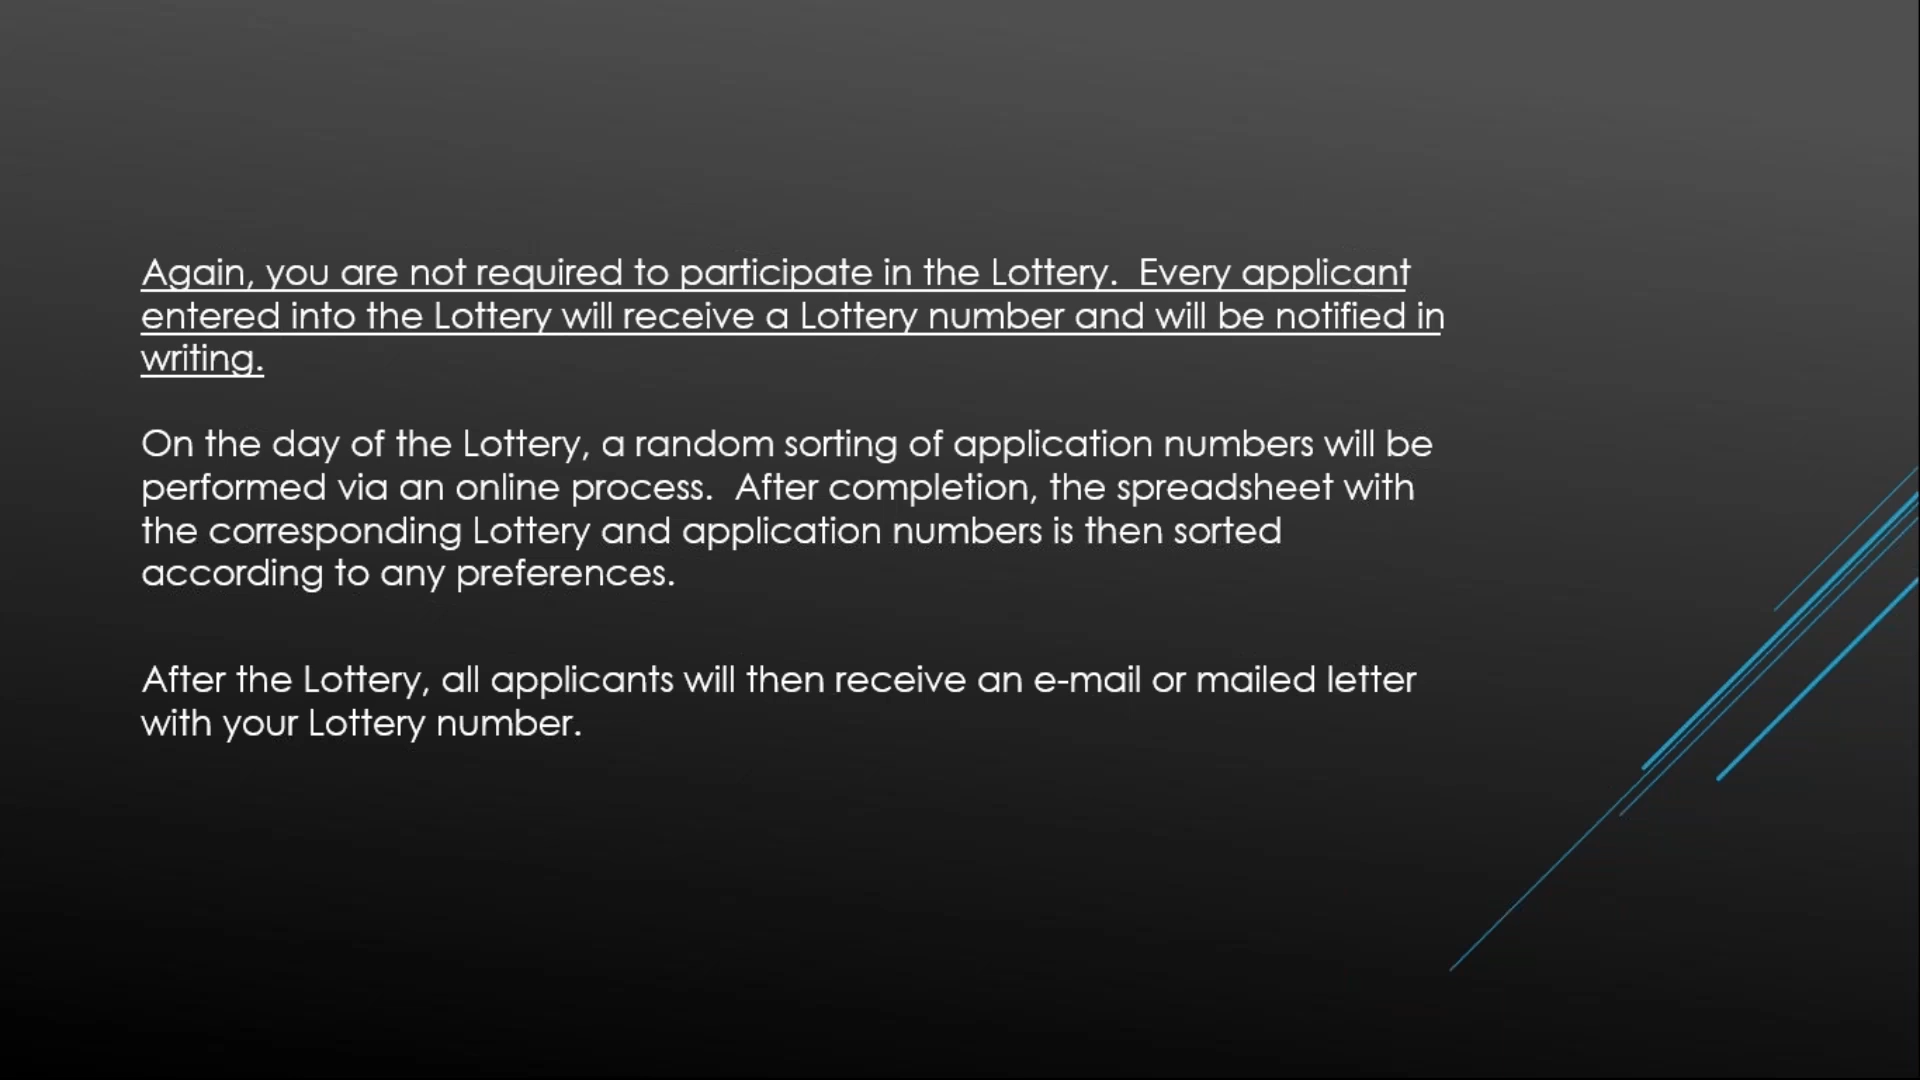 Again, you are not required to participate in the Lottery.  Every applicant
entered into the Lottery will receive a Lottery number and will be notified in
writing.
On the day of the Lottery, a random sorting of application numbers will be
performed via an online process.  After completion, the spreadsheet with
the corresponding Lottery and application numbers is then sorted
according to any preferences.
After the Lottery, all applicants will then receive an e-mail or mailed letter
with your Lottery number.